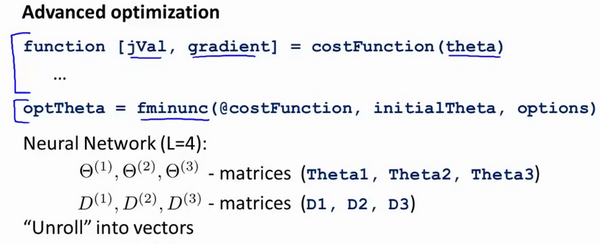 Advanced optimization
function [jVal, gradient] = costFunction(theta)
...
optTheta = fminunc(@costFunction, initialTheta, options)
Neural Network (L=4):
Θ⁽¹⁾, Θ⁽²⁾, Θ⁽³⁾ - matrices (Theta1, Theta2, Theta3)
D⁽¹⁾, D⁽²⁾, D⁽³⁾ - matrices (D1, D2, D3)
“Unroll” into vectors